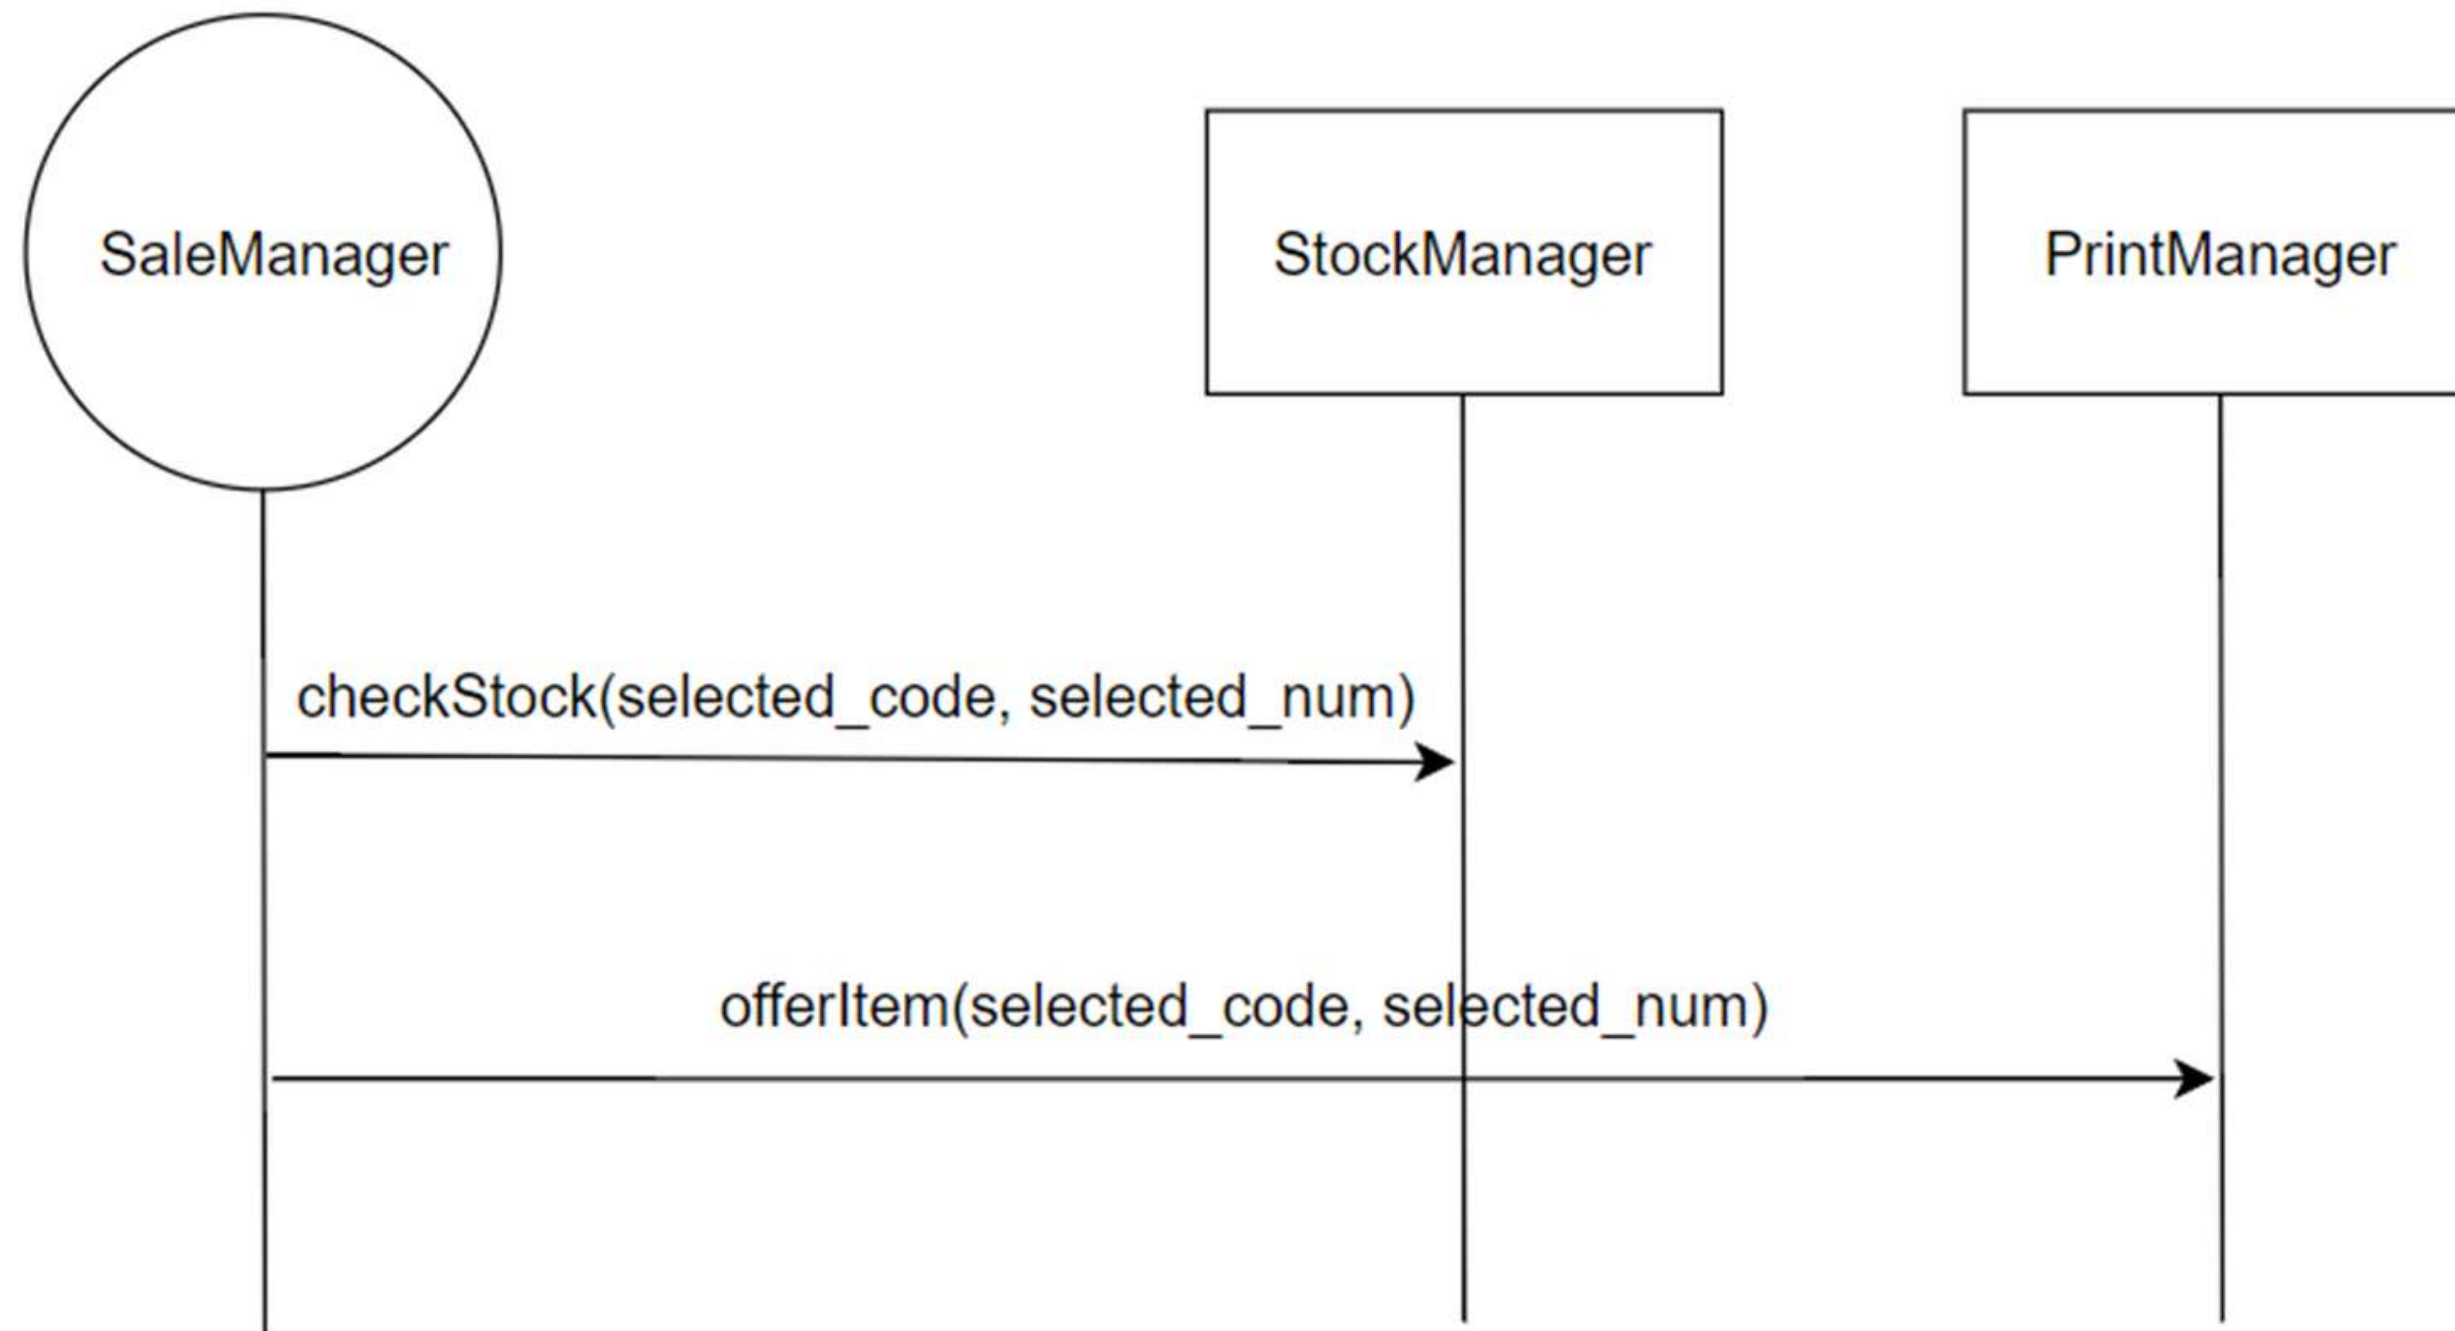 SaleManager
StockManager
PrintManager
checkStock(selected_code, selected_num)
offerItem(selected_code, selected_num)